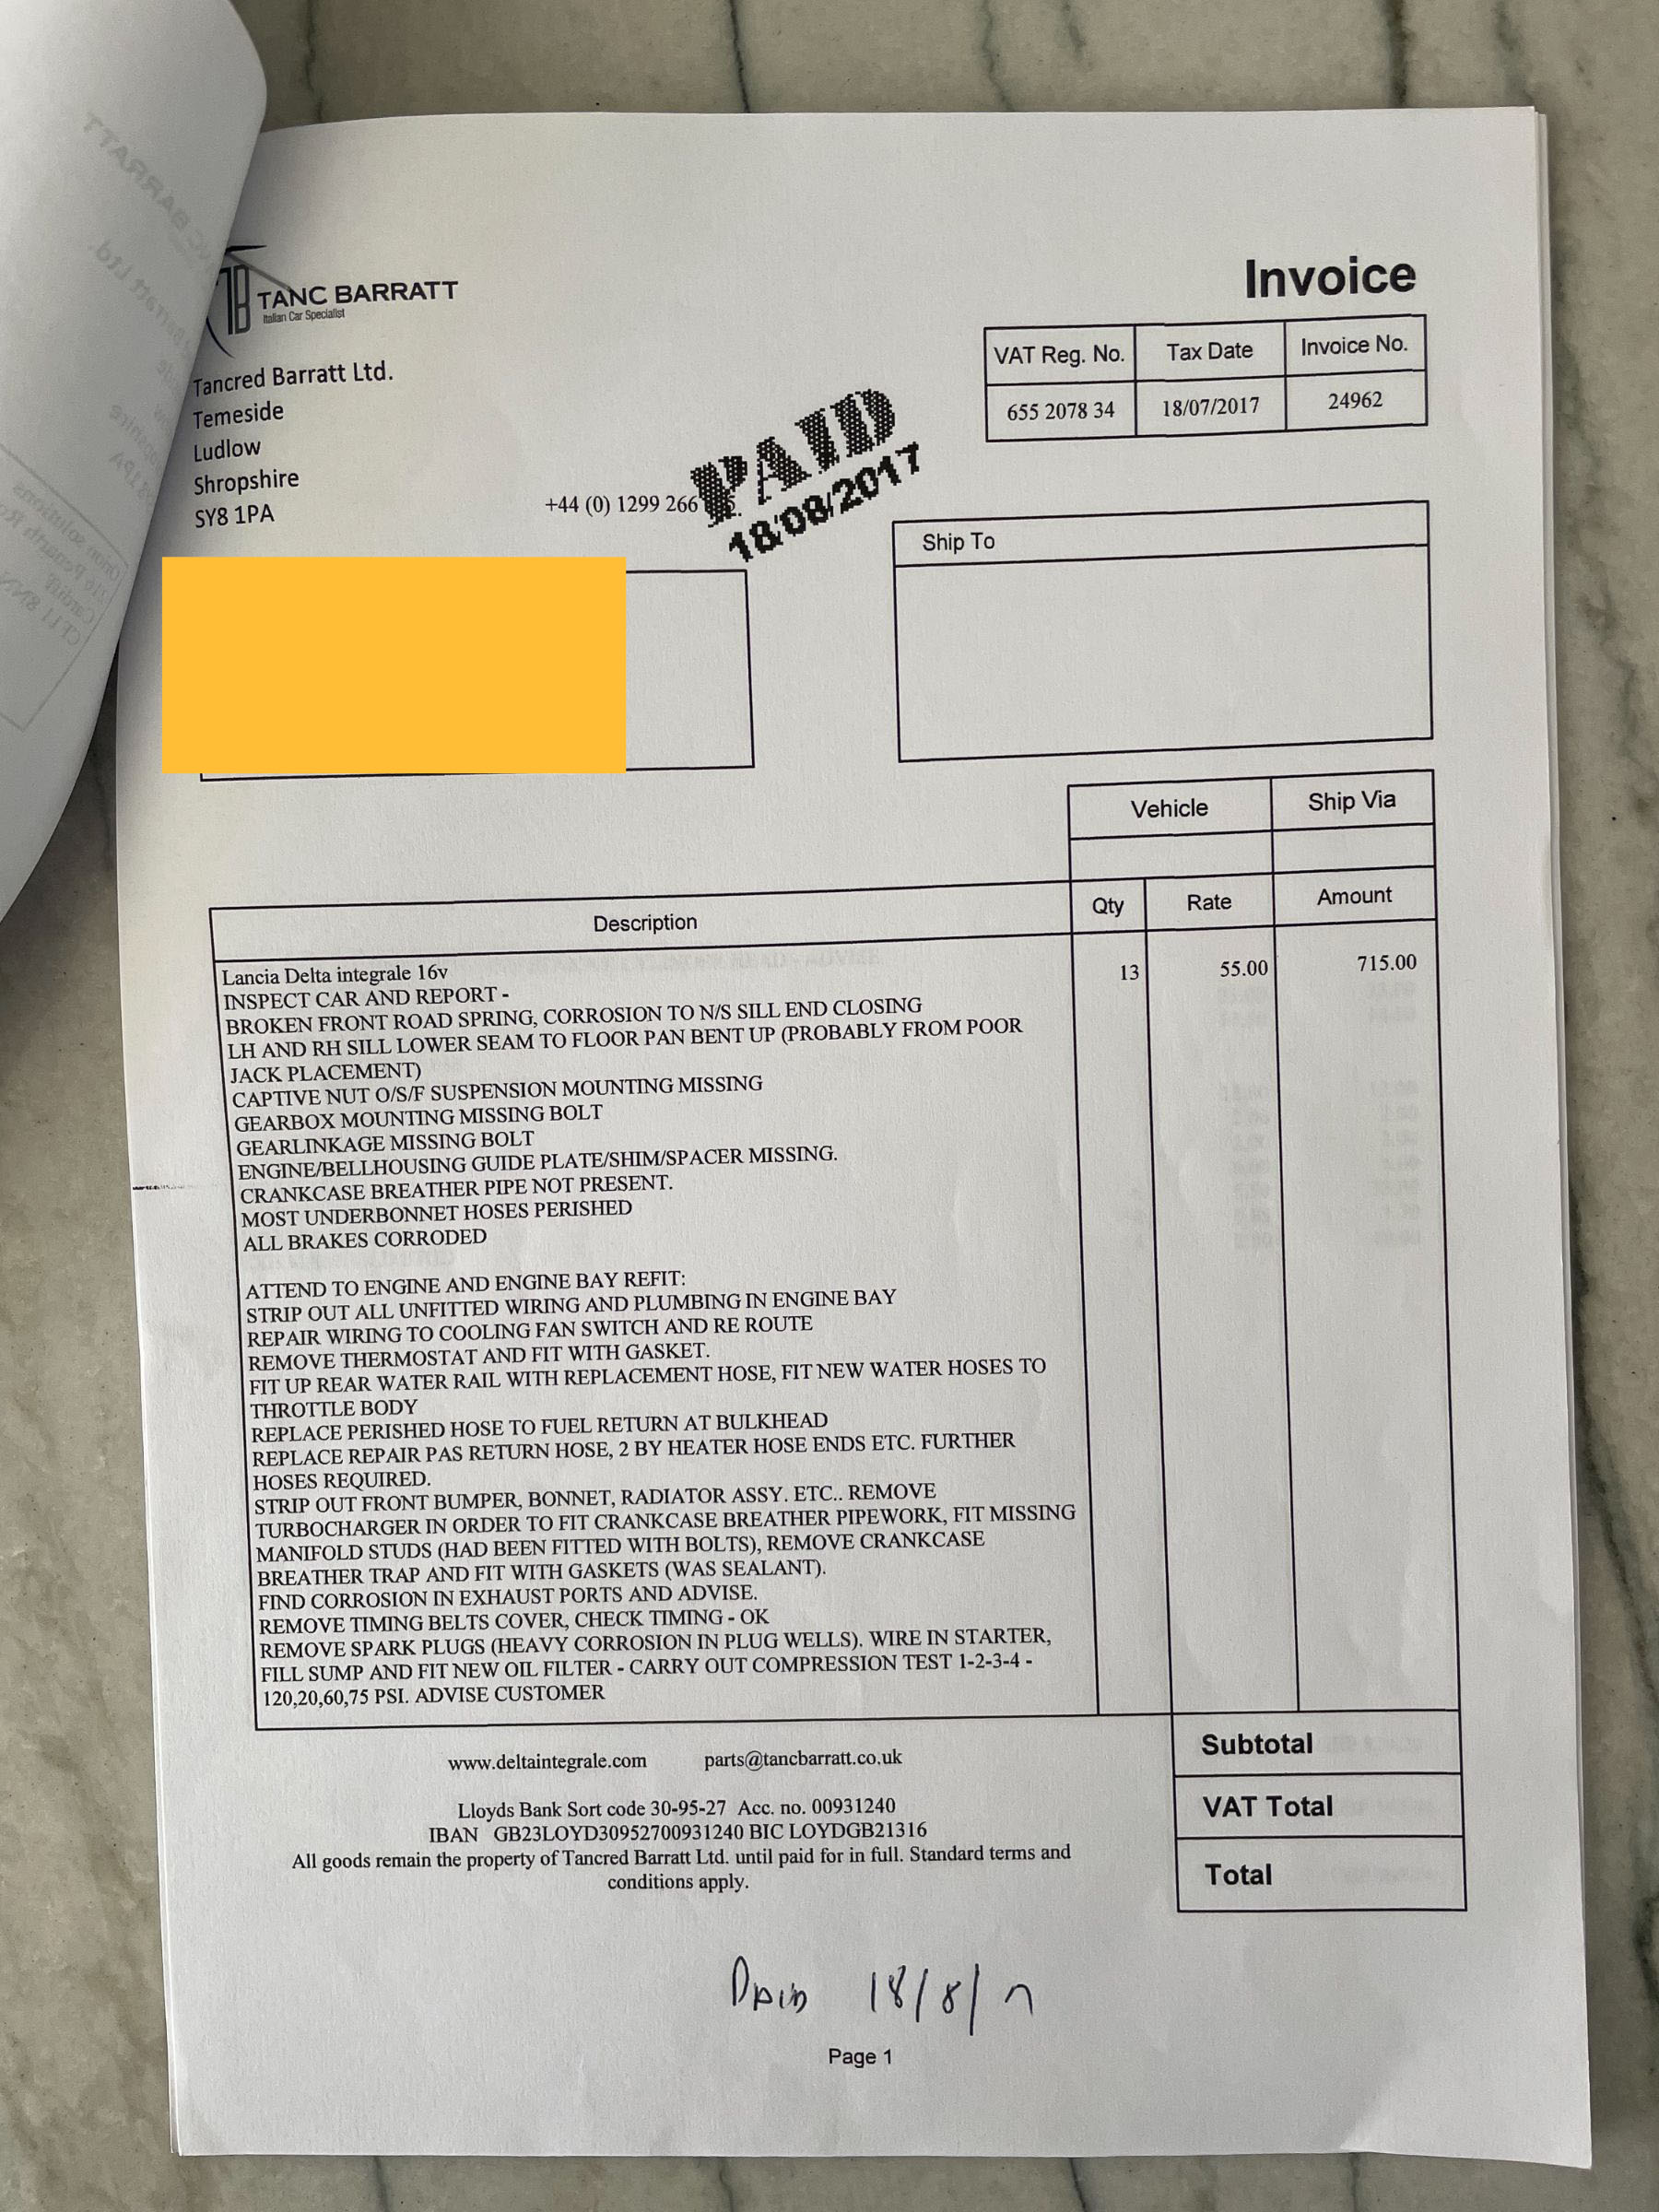 TANC BARRATT
Italian Car Specialist
Invoice
VAT Reg. No. Tax Date Invoice No.
655 2078 34 18/07/2017 24962
Tancred Barratt Ltd.
Temeside
Ludlow
Shropshire
SY8 1PA
+44 (0) 1299 266
PAID
18/08/2017
Ship To
Vehicle Ship Via
Description Qty Rate Amount
Lancia Delta integrale 16v 13 55.00 715.00
INSPECT CAR AND REPORT -
BROKEN FRONT ROAD SPRING, CORROSION TO N/S SILL END CLOSING
LH AND RH SILL LOWER SEAM TO FLOOR PAN BENT UP (PROBABLY FROM POOR
JACK PLACEMENT)
CAPTIVE NUT O/S/F SUSPENSION MOUNTING MISSING
GEARBOX MOUNTING MISSING BOLT
GEARLINKAGE MISSING BOLT
ENGINE/BELLHOUSING GUIDE PLATE/SHIM/SPACER MISSING.
CRANKCASE BREATHER PIPE NOT PRESENT.
MOST UNDERBONNET HOSES PERISHED
ALL BRAKES CORRODED
ATTEND TO ENGINE AND ENGINE BAY REFIT:
STRIP OUT ALL UNFITTED WIRING AND PLUMBING IN ENGINE BAY
REPAIR WIRING TO COOLING FAN SWITCH AND RE ROUTE
REMOVE THERMOSTAT AND FIT WITH GASKET.
FIT UP REAR WATER RAIL WITH REPLACEMENT HOSE, FIT NEW WATER HOSES TO
THROTTLE BODY
REPLACE PERISHED HOSE TO FUEL RETURN AT BULKHEAD
REPLACE REPAIR PAS RETURN HOSE, 2 BY HEATER HOSE ENDS ETC. FURTHER
HOSES REQUIRED.
STRIP OUT FRONT BUMPER, BONNET, RADIATOR ASSY. ETC.. REMOVE
TURBOCHARGER IN ORDER TO FIT CRANKCASE BREATHER PIPEWORK, FIT MISSING
MANIFOLD STUDS (HAD BEEN FITTED WITH BOLTS), REMOVE CRANKCASE
BREATHER TRAP AND FIT WITH GASKETS (WAS SEALANT).
FIND CORROSION IN EXHAUST PORTS AND ADVISE.
REMOVE TIMING BELTS COVER, CHECK TIMING - OK
REMOVE SPARK PLUGS (HEAVY CORROSION IN PLUG WELLS). WIRE IN STARTER,
FILL SUMP AND FIT NEW OIL FILTER - CARRY OUT COMPRESSION TEST 1-2-3-4 -
120,20,60,75 PSI. ADVISE CUSTOMER
Subtotal
VAT Total
Total
www.deltaintegrale.com parts@tancbarratt.co.uk
Lloyds Bank Sort code 30-95-27 Acc. no. 00931240
IBAN GB23LOYD30952700931240 BIC LOYDGB21316
All goods remain the property of Tancred Barratt Ltd. until paid for in full. Standard terms and
conditions apply.
PAID 18/8/17
Page 1